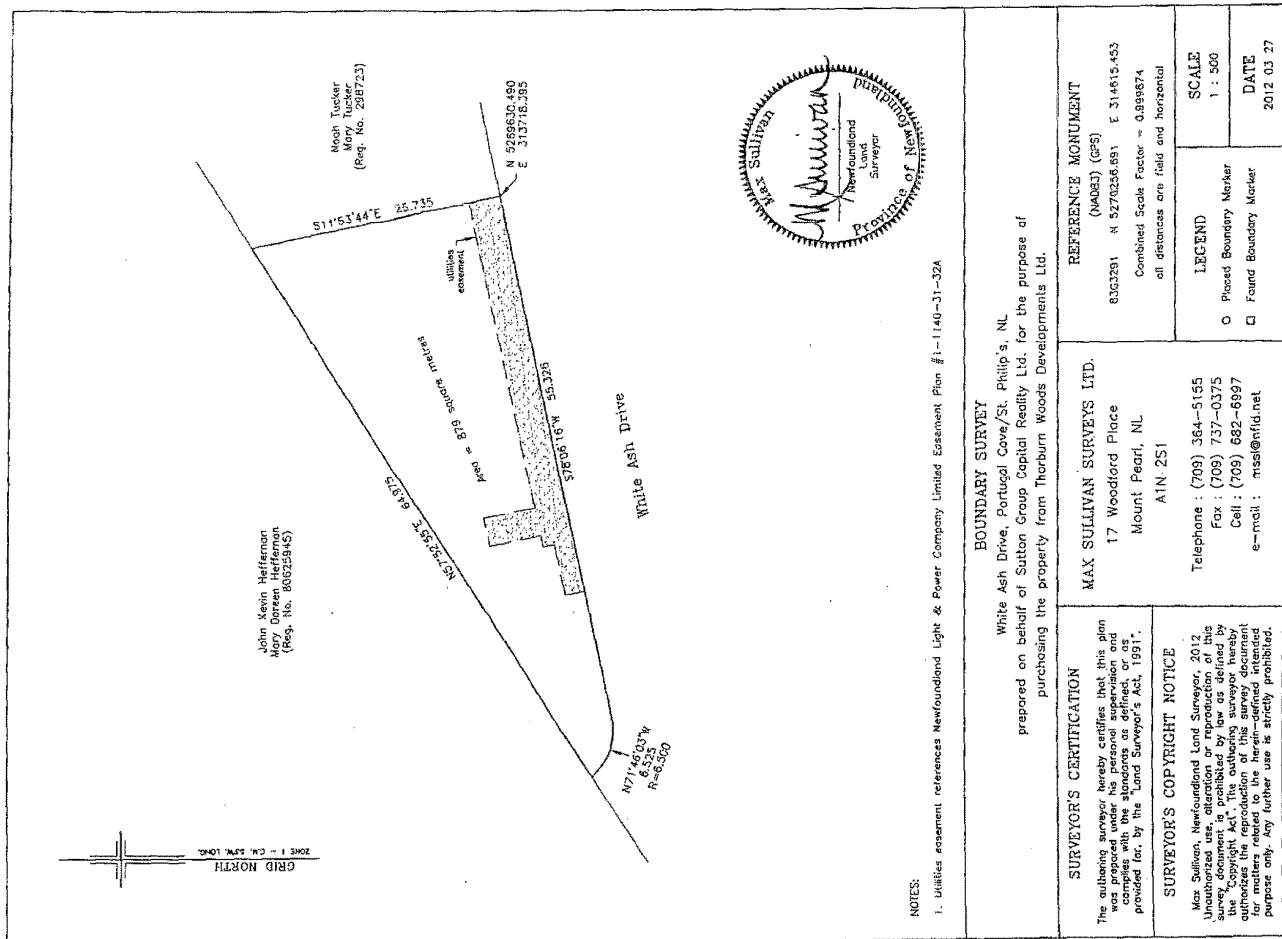 GRID NORTH
ZONE 1 - C.M. 53°W. LONG.
John Kevin Heffernan
Mary Doreen Heffernan
(Reg. No. 80625945)
Noah Tucker
Mary Tucker
(Reg. No. 298723)
N57°52'55"E 64.975
S11°53'44"E 25.735
utilities
easement
Area = 879 square metres
N 5269630.490
E 313718.395
S78°06'16"W 55.326
White Ash Drive
N71°46'03"W
6.525
R=6.500
Max Sullivan
Newfoundland
Land
Surveyor
Province of Newfoundland
NOTES:
1. Utilities easement references Newfoundland Light & Power Company Limited Easement Plan #1-1140-31-32A
BOUNDARY SURVEY
White Ash Drive, Portugal Cove/St. Philip's, NL
prepared on behalf of Sutton Group Capital Reality Ltd. for the purpose of
purchasing the property from Thorburn Woods Developments Ltd.
SURVEYOR'S CERTIFICATION
The authoring surveyor hereby certifies that this plan
was prepared under his personal supervision and
complies with the standards as defined, or as
provided for, by the "Land Surveyor's Act, 1991".
SURVEYOR'S COPYRIGHT NOTICE
Max Sullivan, Newfoundland Land Surveyor, 2012
Unauthorized use, alteration or reproduction of this
survey document is prohibited by law as defined by
the "Copyright Act". The authoring surveyor hereby
authorizes the reproduction of this survey document
for matters related to the herein-defined intended
purpose only. Any further use is strictly prohibited.
MAX SULLIVAN SURVEYS LTD.
17 Woodford Place
Mount Pearl, NL
A1N 2S1
Telephone : (709) 364-5155
Fax : (709) 737-0375
Cell : (709) 682-6997
e-mail : mssl@nfld.net
REFERENCE MONUMENT
(NAD83) (GPS)
83G3291 N 5270256.691 E 314615.453
Combined Scale Factor = 0.999874
all distances are field and horizontal
LEGEND
Placed Boundary Marker
Found Boundary Marker
SCALE
1 : 500
DATE
2012 03 27